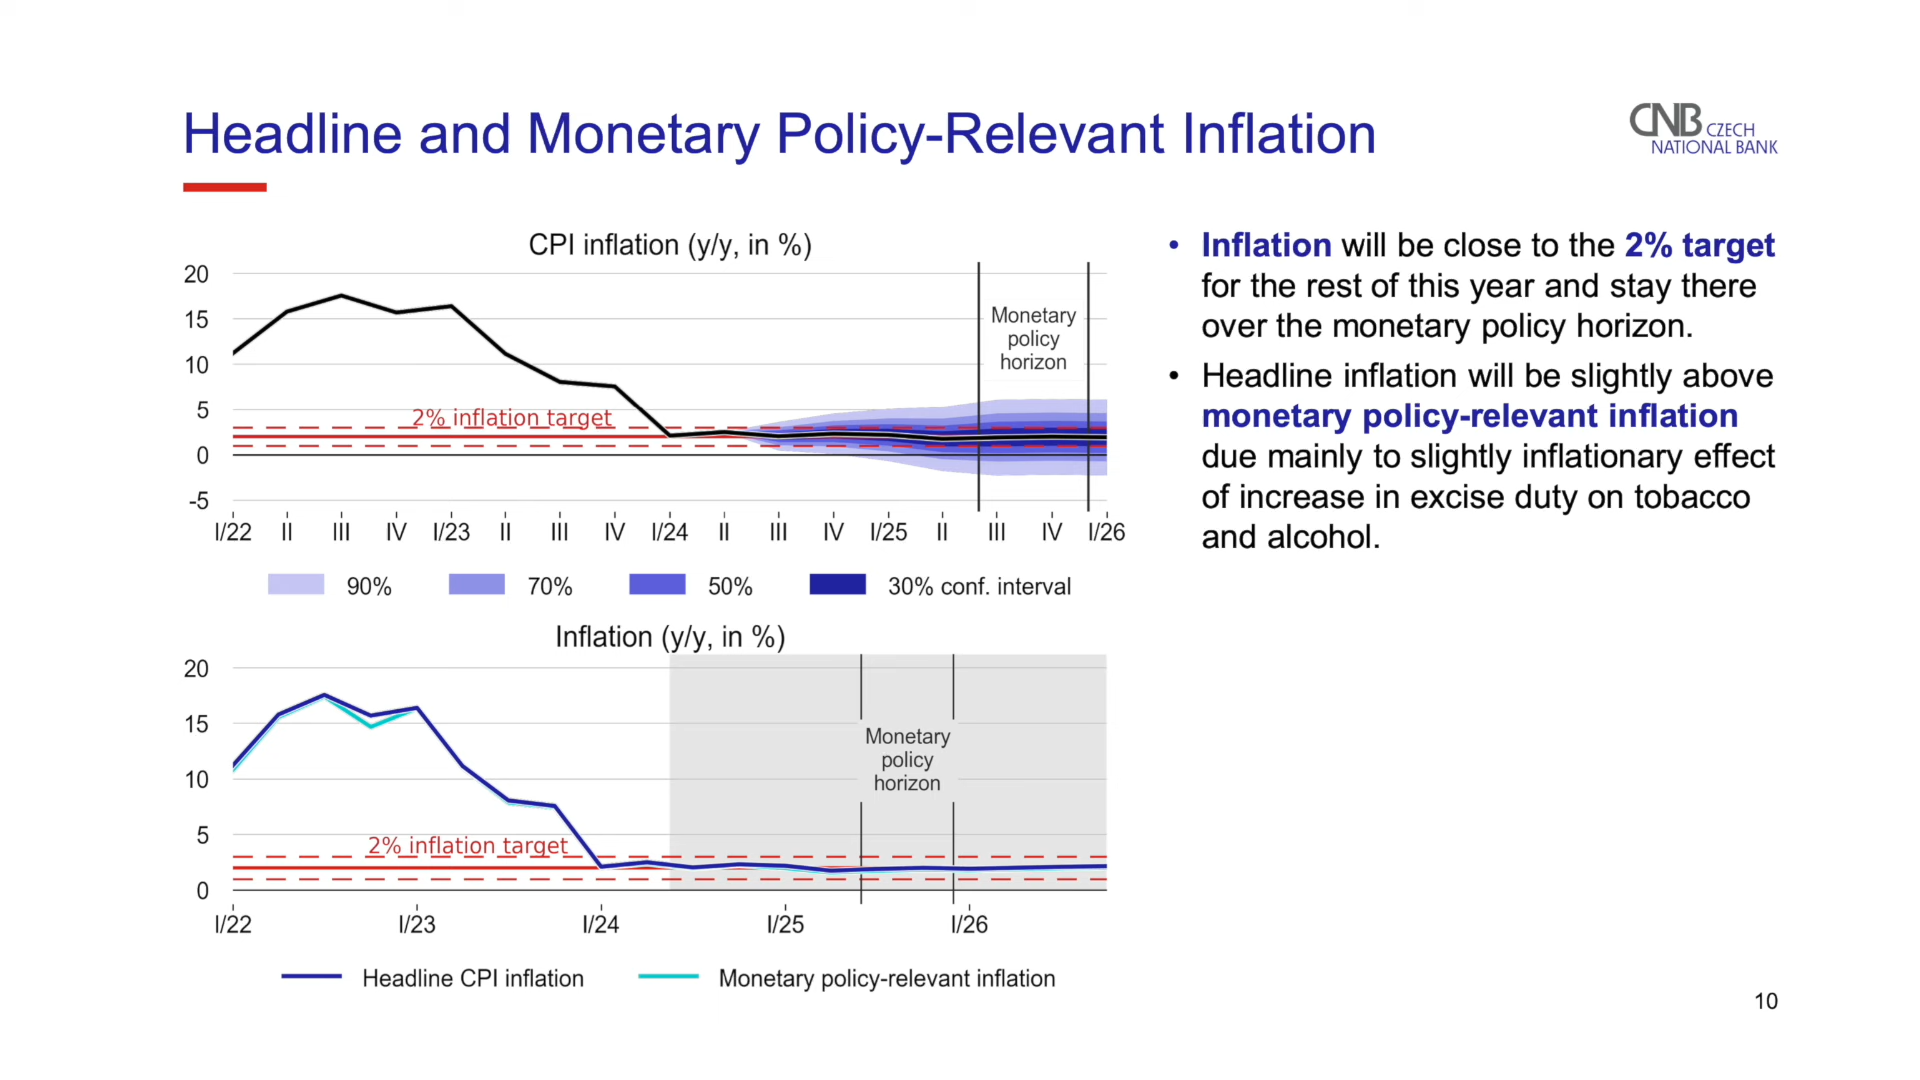 Headline and Monetary Policy-Relevant Inflation
CNB CZECH
NATIONAL BANK
CPI inflation (y/y, in %)
20
15
10
5
0
-5
Monetary
policy
horizon
2% inflation target
I/22 II III IV I/23 II III IV I/24 II III IV I/25 II III IV I/26
90% 70% 50% 30% conf. interval
Inflation (y/y, in %)
20
15
10
5
0
Monetary
policy
horizon
2% inflation target
I/22 I/23 I/24 I/25 I/26
Headline CPI inflation Monetary policy-relevant inflation
• Inflation will be close to the 2% target
for the rest of this year and stay there
over the monetary policy horizon.
• Headline inflation will be slightly above
monetary policy-relevant inflation
due mainly to slightly inflationary effect
of increase in excise duty on tobacco
and alcohol.
10